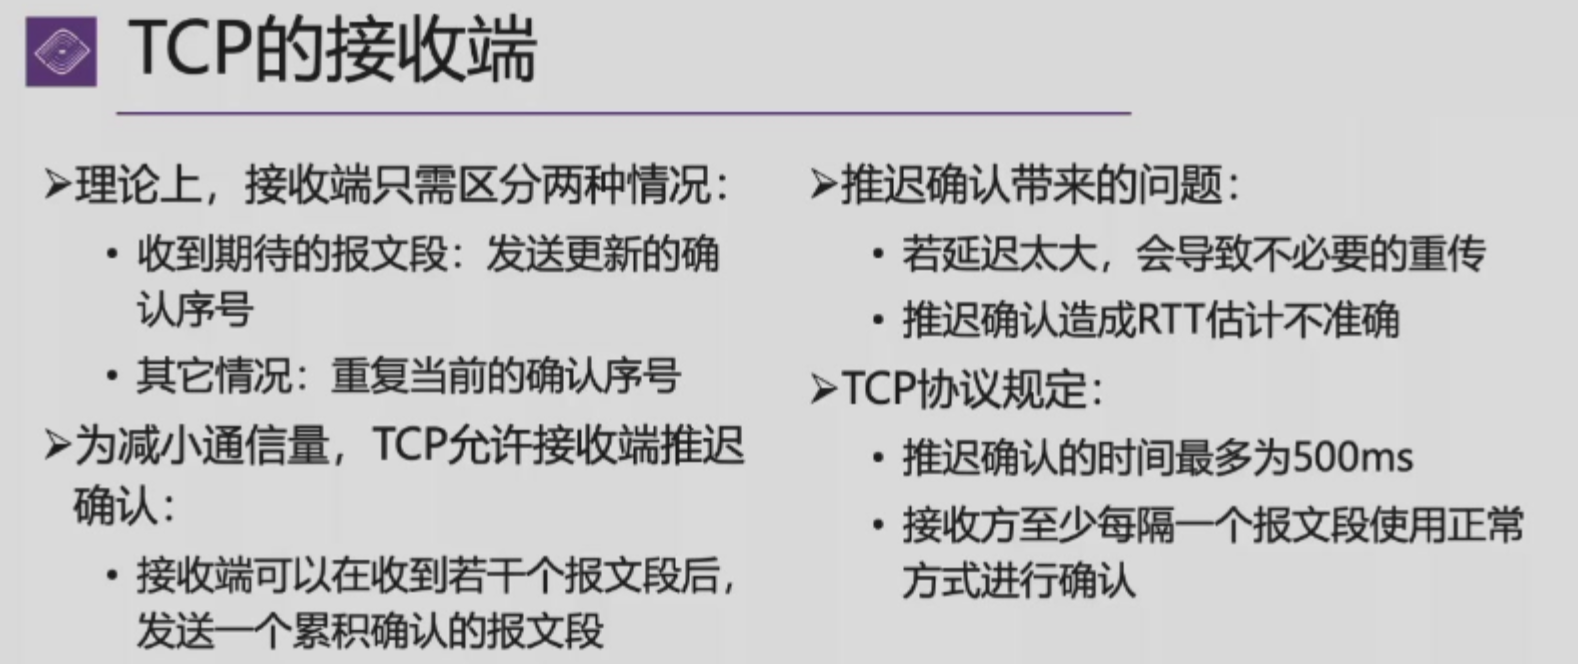 TCP的接收端
➢理论上，接收端只需区分两种情况：
• 收到期待的报文段：发送更新的确
认序号
• 其它情况：重复当前的确认序号
➢为减小通信量，TCP允许接收端推迟
确认：
• 接收端可以在收到若干个报文段后，
发送一个累积确认的报文段
➢推迟确认带来的问题：
• 若延迟太大，会导致不必要的重传
• 推迟确认造成RTT估计不准确
➢TCP协议规定：
• 推迟确认的时间最多为500ms
• 接收方至少每隔一个报文段使用正常
方式进行确认